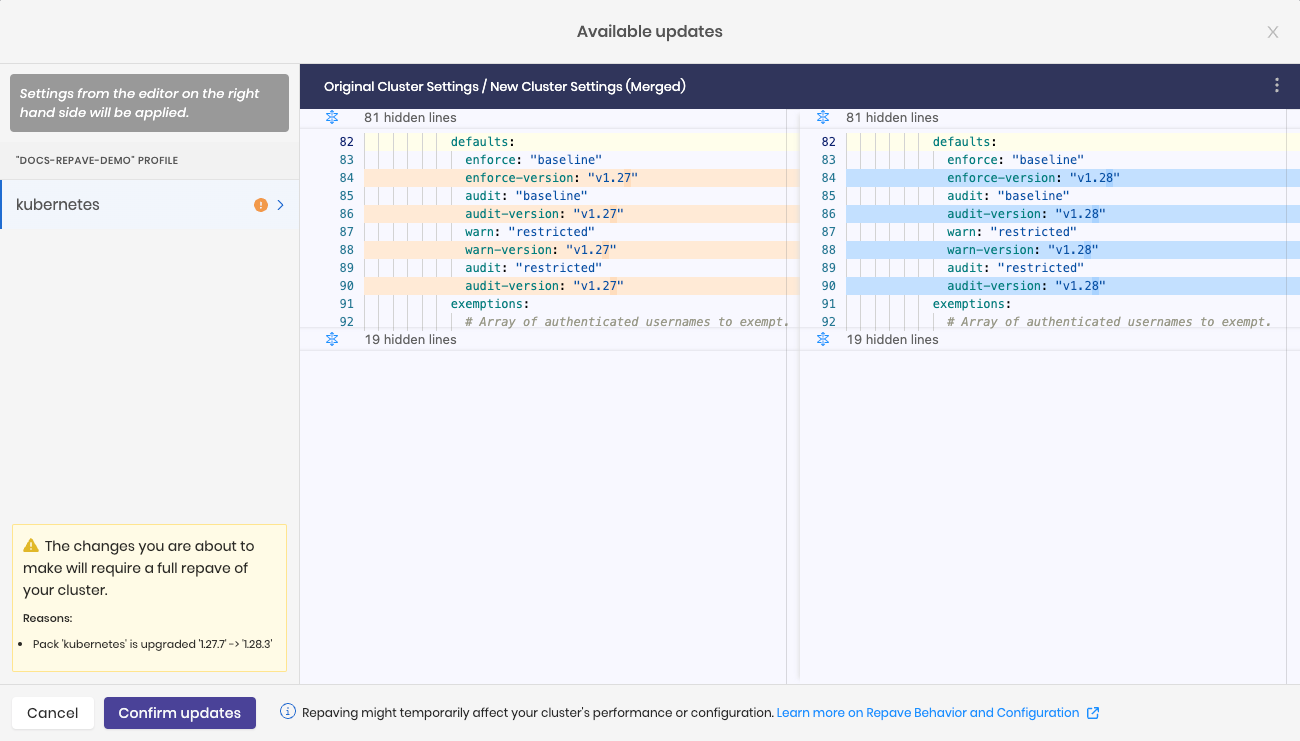 Available updates
Settings from the editor on the right
hand side will be applied.
"DOCS-REPAVE-DEMO" PROFILE
kubernetes
The changes you are about to
make will require a full repave of
your cluster.
Reasons:
Pack 'kubernetes' is upgraded '1.27.7' -> '1.28.3'
Original Cluster Settings / New Cluster Settings (Merged)
81 hidden lines
82 defaults:
83 enforce: "baseline"
84 enforce-version: "v1.27"
85 audit: "baseline"
86 audit-version: "v1.27"
87 warn: "restricted"
88 warn-version: "v1.27"
89 audit: "restricted"
90 audit-version: "v1.27"
91 exemptions:
92 # Array of authenticated usernames to exempt.
19 hidden lines
81 hidden lines
82 defaults:
83 enforce: "baseline"
84 enforce-version: "v1.28"
85 audit: "baseline"
86 audit-version: "v1.28"
87 warn: "restricted"
88 warn-version: "v1.28"
89 audit: "restricted"
90 audit-version: "v1.28"
91 exemptions:
92 # Array of authenticated usernames to exempt.
19 hidden lines
Cancel
Confirm updates
Repaving might temporarily affect your cluster's performance or configuration. Learn more on Repave Behavior and Configuration